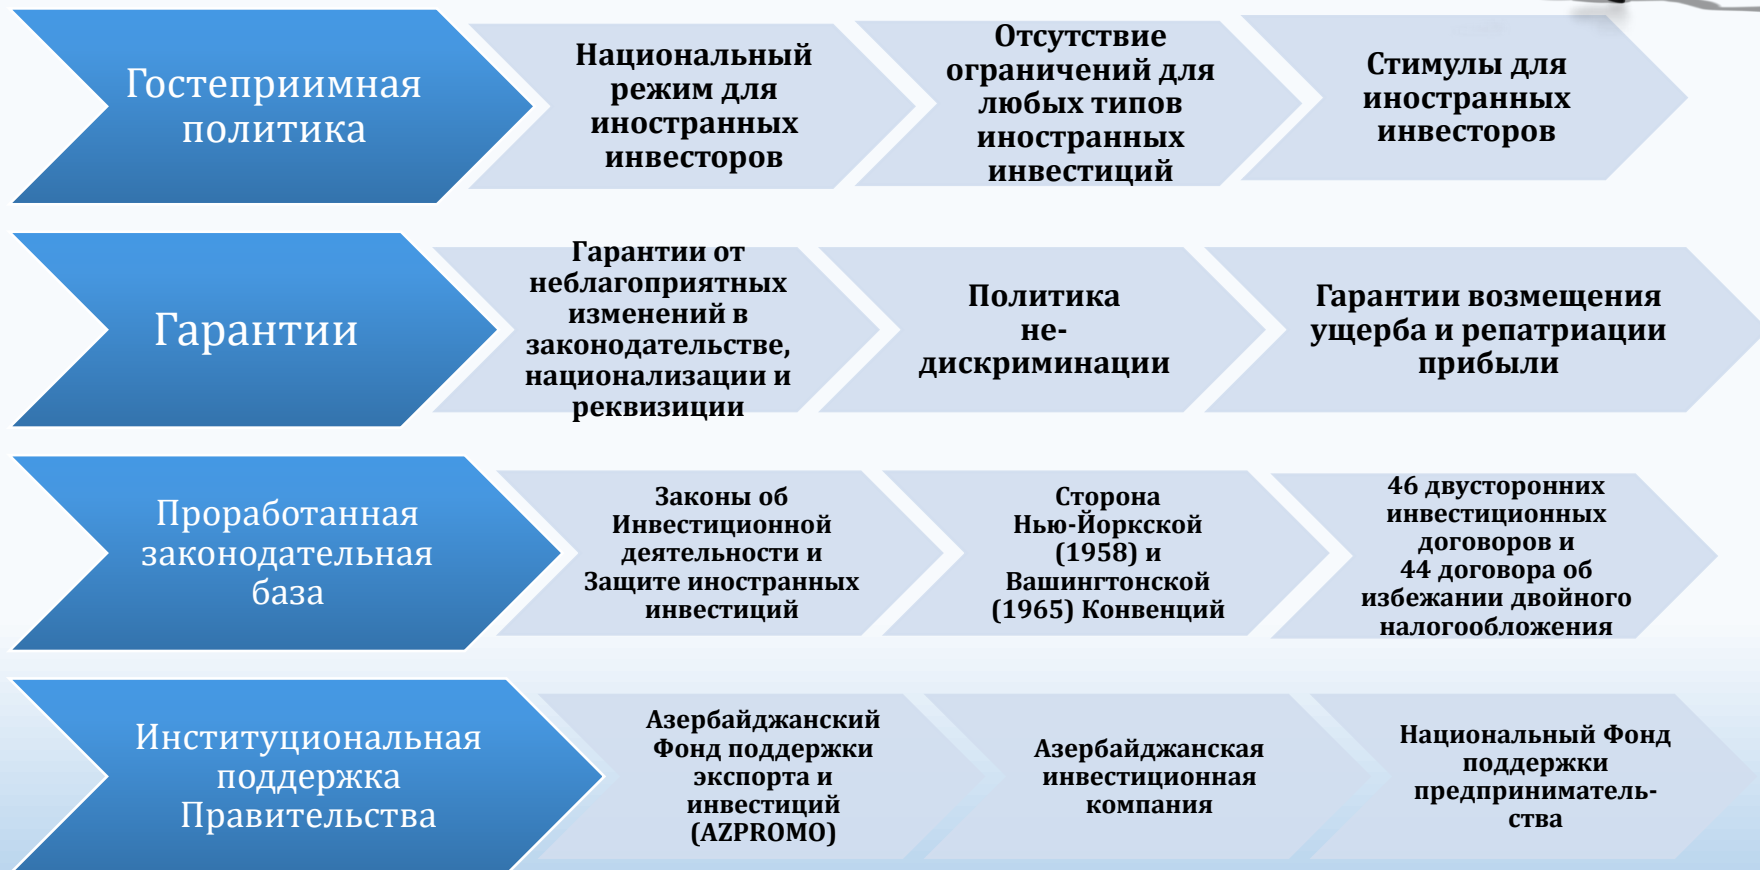 Гостеприимная
политика
Национальный
режим для
иностранных
инвесторов
Отсутствие
ограничений для
любых типов
иностранных
инвестиций
Стимулы для
иностранных
инвесторов
Гарантии
Гарантии от
неблагоприятных
изменений в
законодательстве,
национализации и
реквизиции
Политика
не-
дискриминации
Гарантии возмещения
ущерба и репатриации
прибыли
Проработанная
законодательная
база
Законы об
Инвестиционной
деятельности и
Защите иностранных
инвестиций
Сторона
Нью-Йоркской
(1958) и
Вашингтонской
(1965) Конвенций
46 двусторонних
инвестиционных
договоров и
44 договора об
избежании двойного
налогообложения
Институциональная
поддержка
Правительства
Азербайджанский
Фонд поддержки
экспорта и
инвестиций
(AZPROMO)
Азербайджанская
инвестиционная
компания
Национальный Фонд
поддержки
предприниматель-
ства